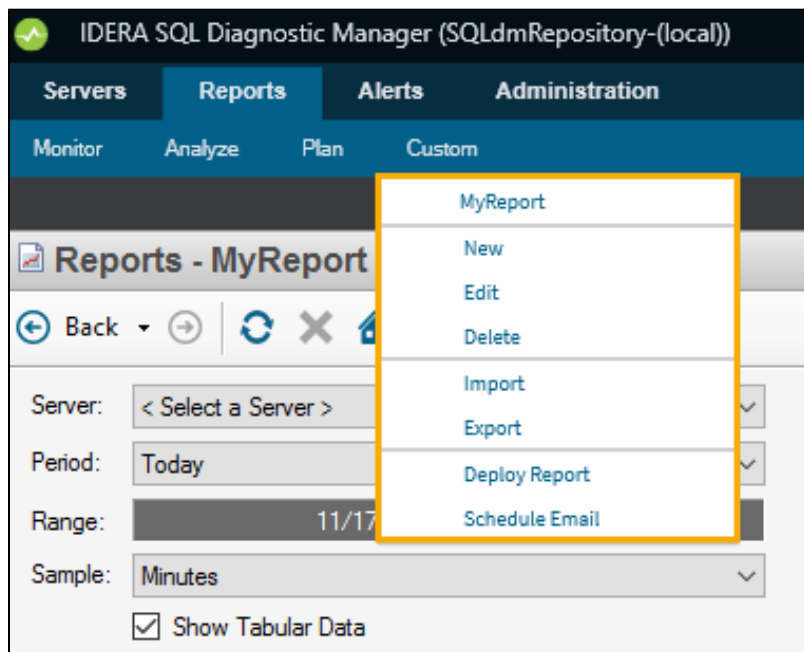 IDERA SQL Diagnostic Manager (SQLdmRepository-(local))
Servers Reports Alerts Administration
Monitor Analyze Plan Custom
MyReport
Reports - MyReport
New
Edit
Back
Delete
Import
Server: < Select a Server >
Export
Period: Today
Deploy Report
Range: 11/17
Schedule Email
Sample: Minutes
Show Tabular Data